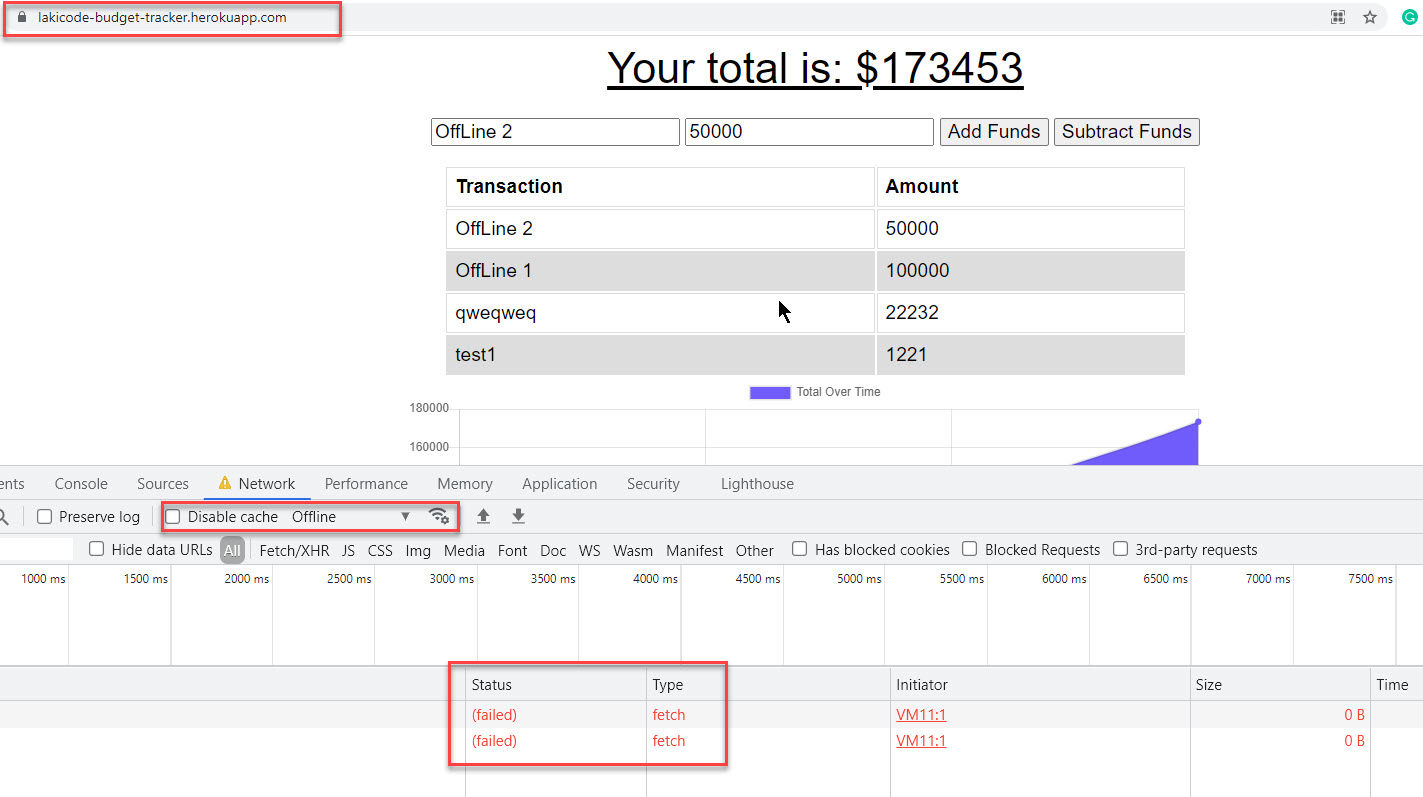 lakicode-budget-tracker.herokuapp.com
Your total is: $173453
OffLine 2 50000 Add Funds Subtract Funds
Transaction Amount
OffLine 2 50000
OffLine 1 100000
qweqweq 22232
test1 1221
Total Over Time
180000
160000
ents Console Sources Network Performance Memory Application Security Lighthouse
Preserve log Disable cache Offline
Hide data URLs All Fetch/XHR JS CSS Img Media Font Doc WS Wasm Manifest Other Has blocked cookies Blocked Requests 3rd-party requests
1000 ms 1500 ms 2000 ms 2500 ms 3000 ms 3500 ms 4000 ms 4500 ms 5000 ms 5500 ms 6000 ms 6500 ms 7000 ms 7500 ms
Status Type Initiator Size Time
(failed) fetch VM11:1 0 B
(failed) fetch VM11:1 0 B